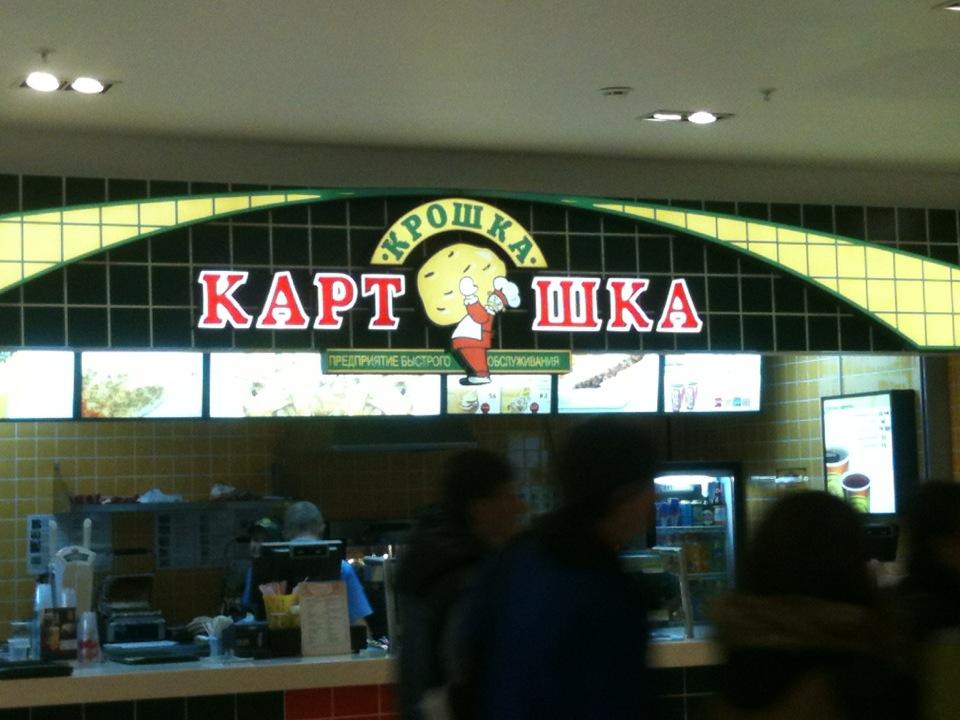 ·КРОШКА·
КАРТ ШКА
ПРЕДПРИЯТИЕ БЫСТРОГО ОБСЛУЖИВАНИЯ